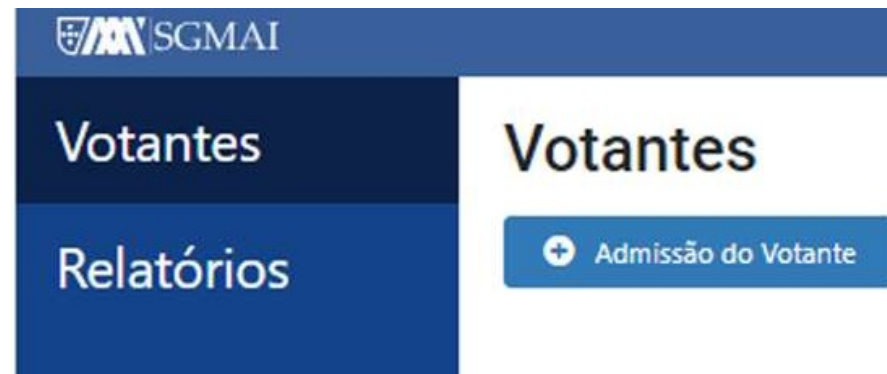 SGMAI
Votantes
Relatórios
Votantes
Admissão do Votante